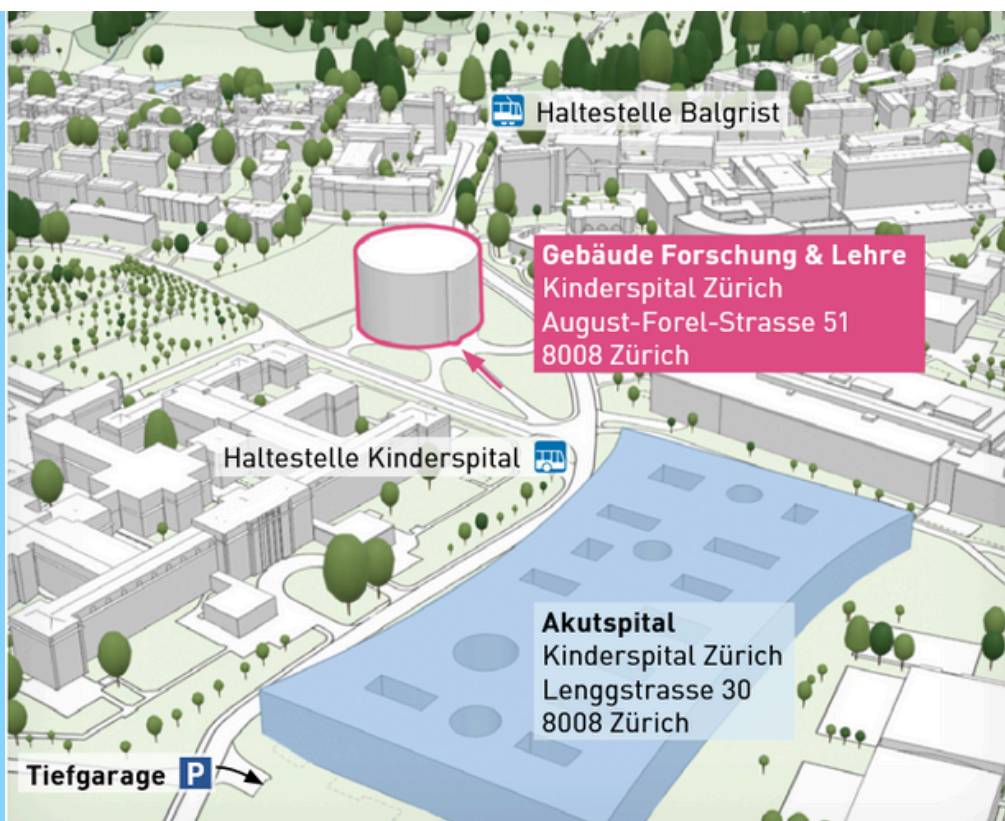 Haltestelle Balgrist
Gebäude Forschung & Lehre
Kinderspital Zürich
August-Forel-Strasse 51
8008 Zürich
Haltestelle Kinderspital
Akutspital
Kinderspital Zürich
Lenggstrasse 30
8008 Zürich
Tiefgarage P